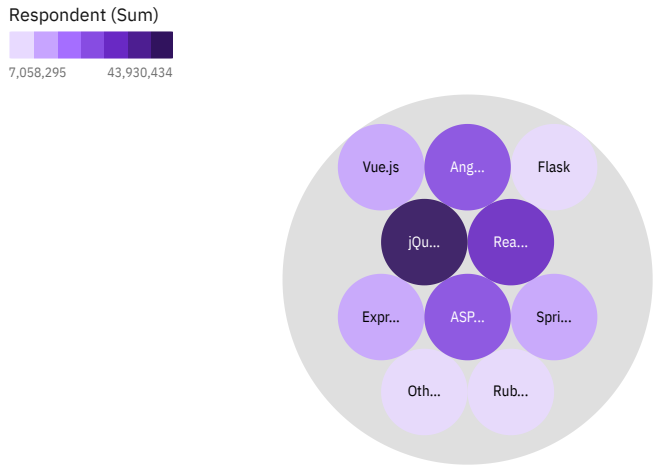 Respondent (Sum)
7,058,295 43,930,434
Vue.js Ang... Flask
jQu... Rea...
Expr... ASP... Spri...
Oth... Rub...